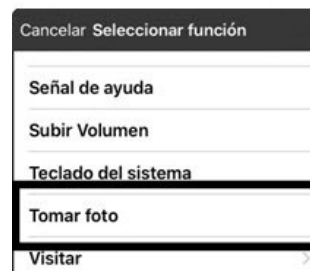 Cancelar Seleccionar función
Señal de ayuda
Subir Volumen
Teclado del sistema
Tomar foto
Visitar